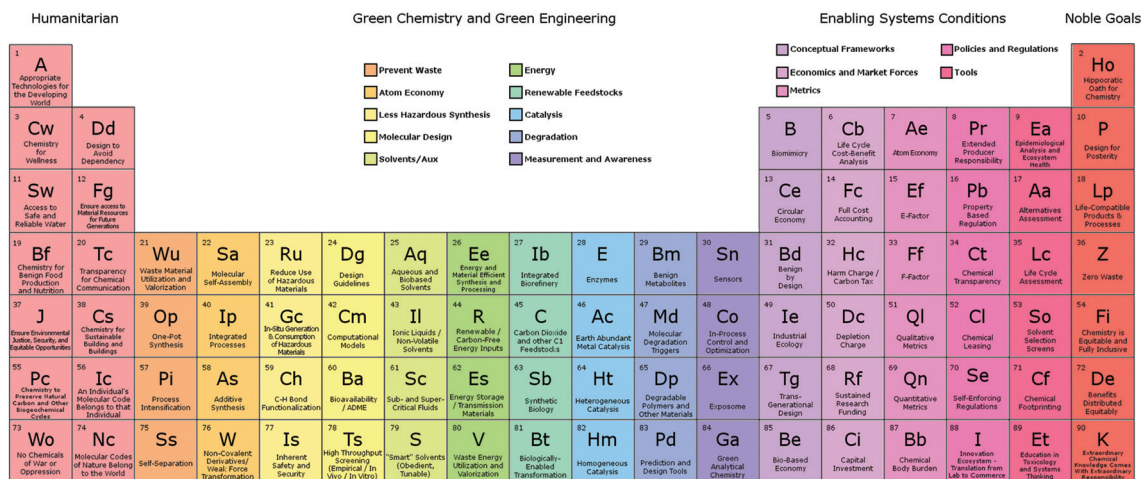 Humanitarian
Green Chemistry and Green Engineering
Enabling Systems Conditions
Noble Goals
Prevent Waste
Atom Economy
Less Hazardous Synthesis
Molecular Design
Solvents/Aux
Energy
Renewable Feedstocks
Catalysis
Degradation
Measurement and Awareness
Conceptual Frameworks
Economics and Market Forces
Metrics
Policies and Regulations
Tools
1
A
Appropriate
Technologies for
the Developing
World
2
Ho
Hippocratic
Oath for
Chemistry
3
Cw
Chemistry
for
Wellness
4
Dd
Design to
Avoid
Dependency
5
B
Biomimicry
6
Cb
Life Cycle
Cost-Benefit
Analysis
7
Ae
Atom Economy
8
Pr
Extended
Producer
Responsibility
9
Ea
Epidemiological
Analysis and
Ecosystem
Health
10
P
Design for
Posterity
11
Sw
Access to
Safe and
Reliable Water
12
Fg
Ensure access to
Material Resources for
Future
Generations
13
Ce
Circular
Economy
14
Fc
Full Cost
Accounting
15
Ef
E-Factor
16
Pb
Property
Based
Regulation
17
Aa
Alternatives
Assessment
18
Lp
Life-Compatible
Products &
Processes
19
Bf
Chemistry for
Benign Food
Production
and Nutrition
20
Tc
Transparency
for Chemical
Communication
21
Wu
Waste Material
Utilization and
Valorization
22
Sa
Molecular
Self-Assembly
23
Ru
Reduce Use
of Hazardous
Materials
24
Dg
Design
Guidelines
25
Aq
Aqueous and
Biobased
Solvents
26
Ee
Energy and
Material Efficient
Synthesis and
Processing
27
Ib
Integrated
Biorefinery
28
E
Enzymes
29
Bm
Benign
Metabolites
30
Sn
Sensors
31
Bd
Benign
by
Design
32
Hc
Harm Charge /
Carbon Tax
33
Ff
F-Factor
34
Ct
Chemical
Transparency
35
Lc
Life Cycle
Assessment
36
Z
Zero Waste
37
J
Ensure Environmental
Justice, Security, and
Equitable Opportunities
38
Cs
Chemistry for
Sustainable
Building and
Buildings
39
Op
One-Pot
Synthesis
40
Ip
Integrated
Processes
41
Gc
In-Situ Generation
& Consumption
of Hazardous
Materials
42
Cm
Computational
Models
43
Il
Ionic Liquids /
Non-Volatile
Solvents
44
R
Renewable /
Carbon-Free
Energy Inputs
45
C
Carbon Dioxide
and other C1
Feedstocks
46
Ac
Earth Abundant
Metal Catalysis
47
Md
Molecular
Degradation
Triggers
48
Co
In-Process
Control and
Optimization
49
Ie
Industrial
Ecology
50
Dc
Depletion
Charge
51
Ql
Qualitative
Metrics
52
Cl
Chemical
Leasing
53
So
Solvent
Selection
Screens
54
Fi
Chemistry is
Equitable and
Fully Inclusive
55
Pc
Chemistry to
Preserve Natural
Carbon and Other
Biogeochemical
Cycles
56
Ic
An Individual's
Molecular Code
Belongs to that
Individual
57
Pi
Process
Intensification
58
As
Additive
Synthesis
59
Ch
C-H Bond
Functionalization
60
Ba
Bioavailability
/ ADME
61
Sc
Sub- and Super-
Critical Fluids
62
Es
Energy Storage
/ Transmission
Materials
63
Sb
Synthetic
Biology
64
Ht
Heterogeneous
Catalysis
65
Dp
Degradable
Polymers and
Other Materials
66
Ex
Exposome
67
Tg
Trans-
Generational
Design
68
Rf
Sustained
Research
Funding
69
Qn
Quantitative
Metrics
70
Se
Self-Enforcing
Regulations
71
Cf
Chemical
Footprinting
72
De
Benefits
Distributed
Equitably
73
Wo
No Chemicals
of War or
Oppression
74
Nc
Molecular Codes
of Nature Belong
to the World
75
Ss
Self-Separation
76
W
Non-Covalent
Derivatives/
Weak Force
Transformation
77
Is
Inherent
Safety and
Security
78
Ts
High Throughput
Screening
(Empirical / In
Vivo / In Vitro)
79
S
"Smart" Solvents
(Obedient,
Tunable)
80
V
Waste Energy
Utilization and
Valorization
81
Bt
Biologically-
Enabled
Transformation
82
Hm
Homogeneous
Catalysis
83
Pd
Prediction and
Design Tools
84
Ga
Green
Analytical
Chemistry
85
Be
Bio-Based
Economy
86
Ci
Capital
Investment
87
Bb
Chemical
Body Burden
88
I
Innovation
Ecosystem -
Translation from
Lab to Commerce
89
Et
Education in
Toxicology
and Systems
Thinking
90
K
Extraordinary
Chemical
Knowledge Comes
With Extraordinary
Responsibility